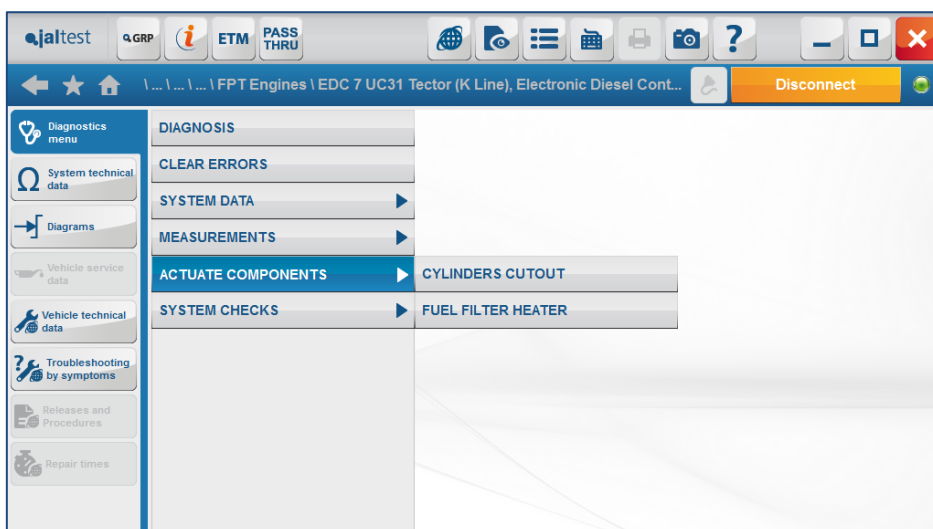 jaltest
GRP
i
ETM
PASS
THRU
?
\ ... \ ... \ ... \ FPT Engines \ EDC 7 UC31 Tector (K Line), Electronic Diesel Cont...
Disconnect
Diagnostics
menu
System technical
data
Diagrams
Vehicle service
data
Vehicle technical
data
Troubleshooting
by symptoms
Releases and
Procedures
Repair times
DIAGNOSIS
CLEAR ERRORS
SYSTEM DATA
MEASUREMENTS
ACTUATE COMPONENTS
SYSTEM CHECKS
CYLINDERS CUTOUT
FUEL FILTER HEATER